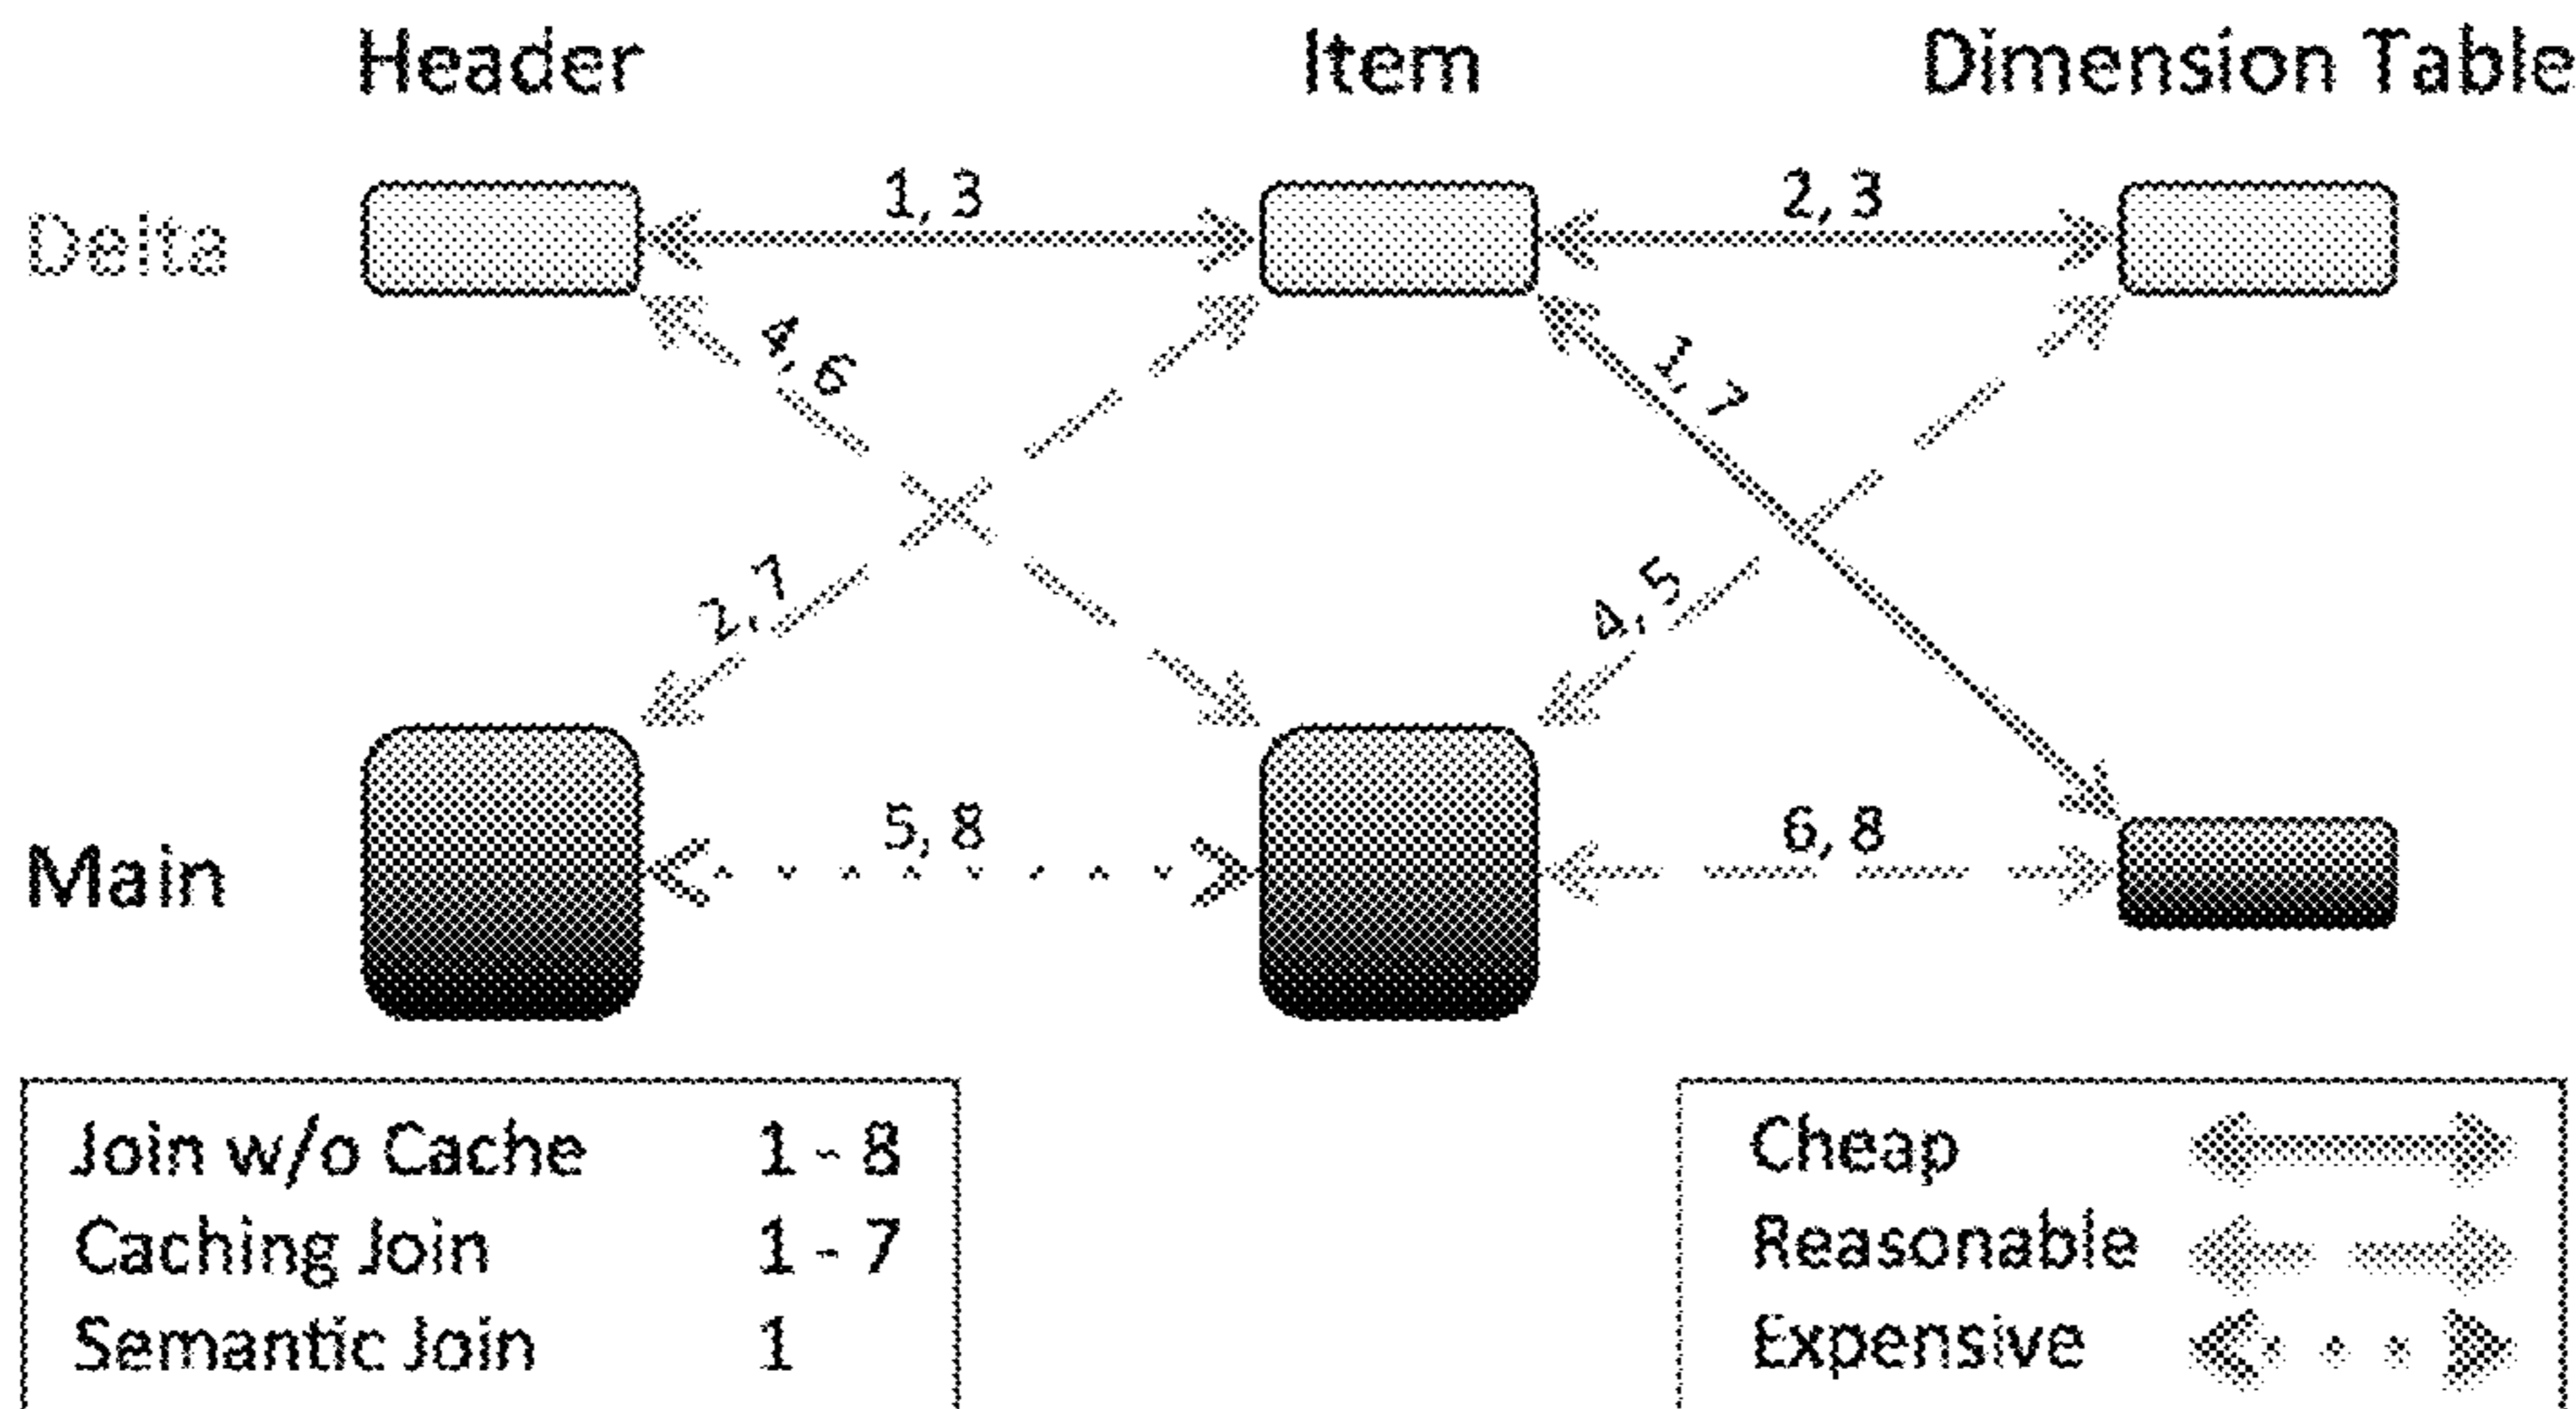 Header Item Dimension Table
Delta
1, 3
2, 3
4, 6
1, 7
2, 7
4, 5
Main
5, 8
6, 8
Join w/o Cache 1 - 8
Caching Join 1 - 7
Semantic Join 1
Cheap
Reasonable
Expensive